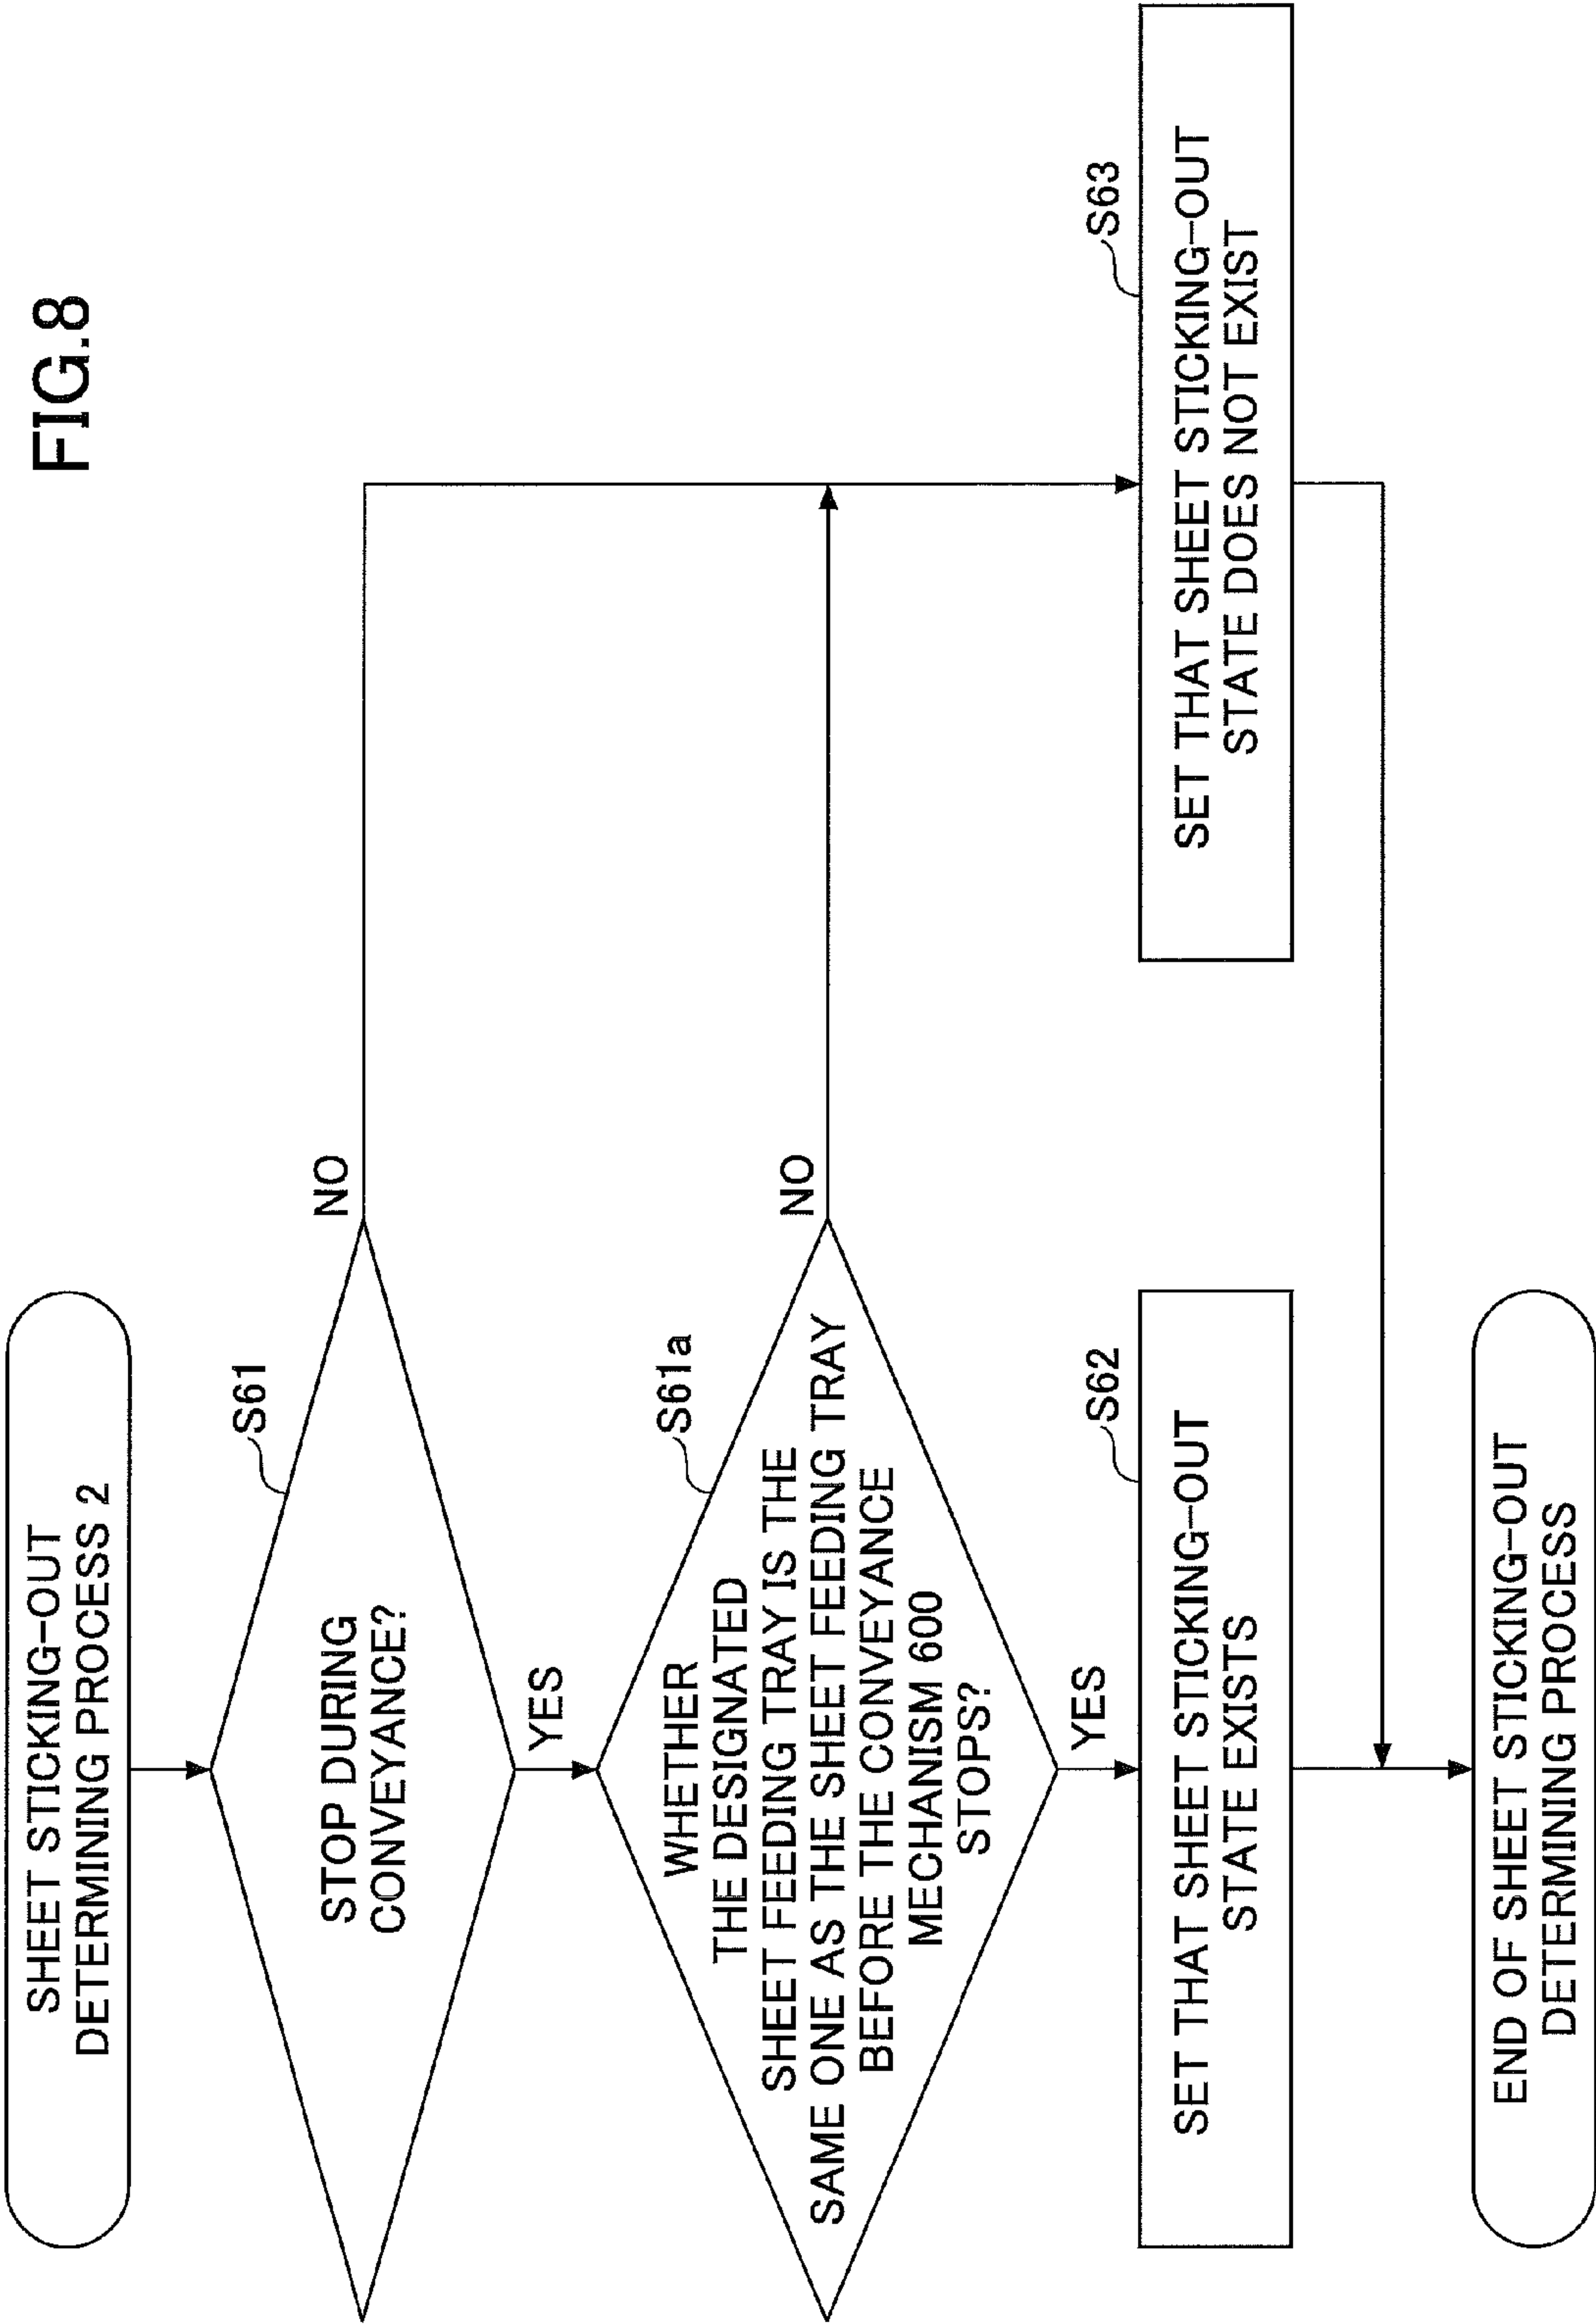 FIG.8
SHEET STICKING-OUT
DETERMINING PROCESS 2
S61
STOP DURING
CONVEYANCE?
NO
YES
S61a
WHETHER
THE DESIGNATED
SHEET FEEDING TRAY IS THE
SAME ONE AS THE SHEET FEEDING TRAY
BEFORE THE CONVEYANCE
MECHANISM 600
STOPS?
NO
YES
S62
SET THAT SHEET STICKING-OUT
STATE EXISTS
S63
SET THAT SHEET STICKING-OUT
STATE DOES NOT EXIST
END OF SHEET STICKING-OUT
DETERMINING PROCESS